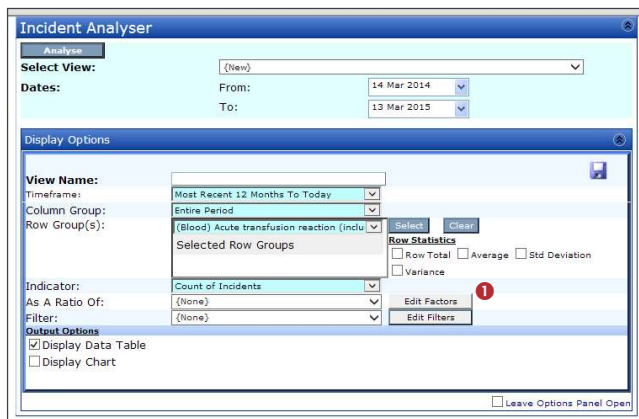 Incident Analyser
Analyse
Select View: {New}
Dates: From: 14 Mar 2014
To: 13 Mar 2015
Display Options
View Name:
Timeframe: Most Recent 12 Months To Today
Column Group: Entire Period
Row Group(s): (Blood) Acute transfusion reaction (inclu Select Clear
Selected Row Groups
Row Statistics
Row Total Average Std Deviation
Variance
Indicator: Count of Incidents
1
As A Ratio Of: {None} Edit Factors
Filter: {None} Edit Filters
Output Options
Display Data Table
Display Chart
Leave Options Panel Open